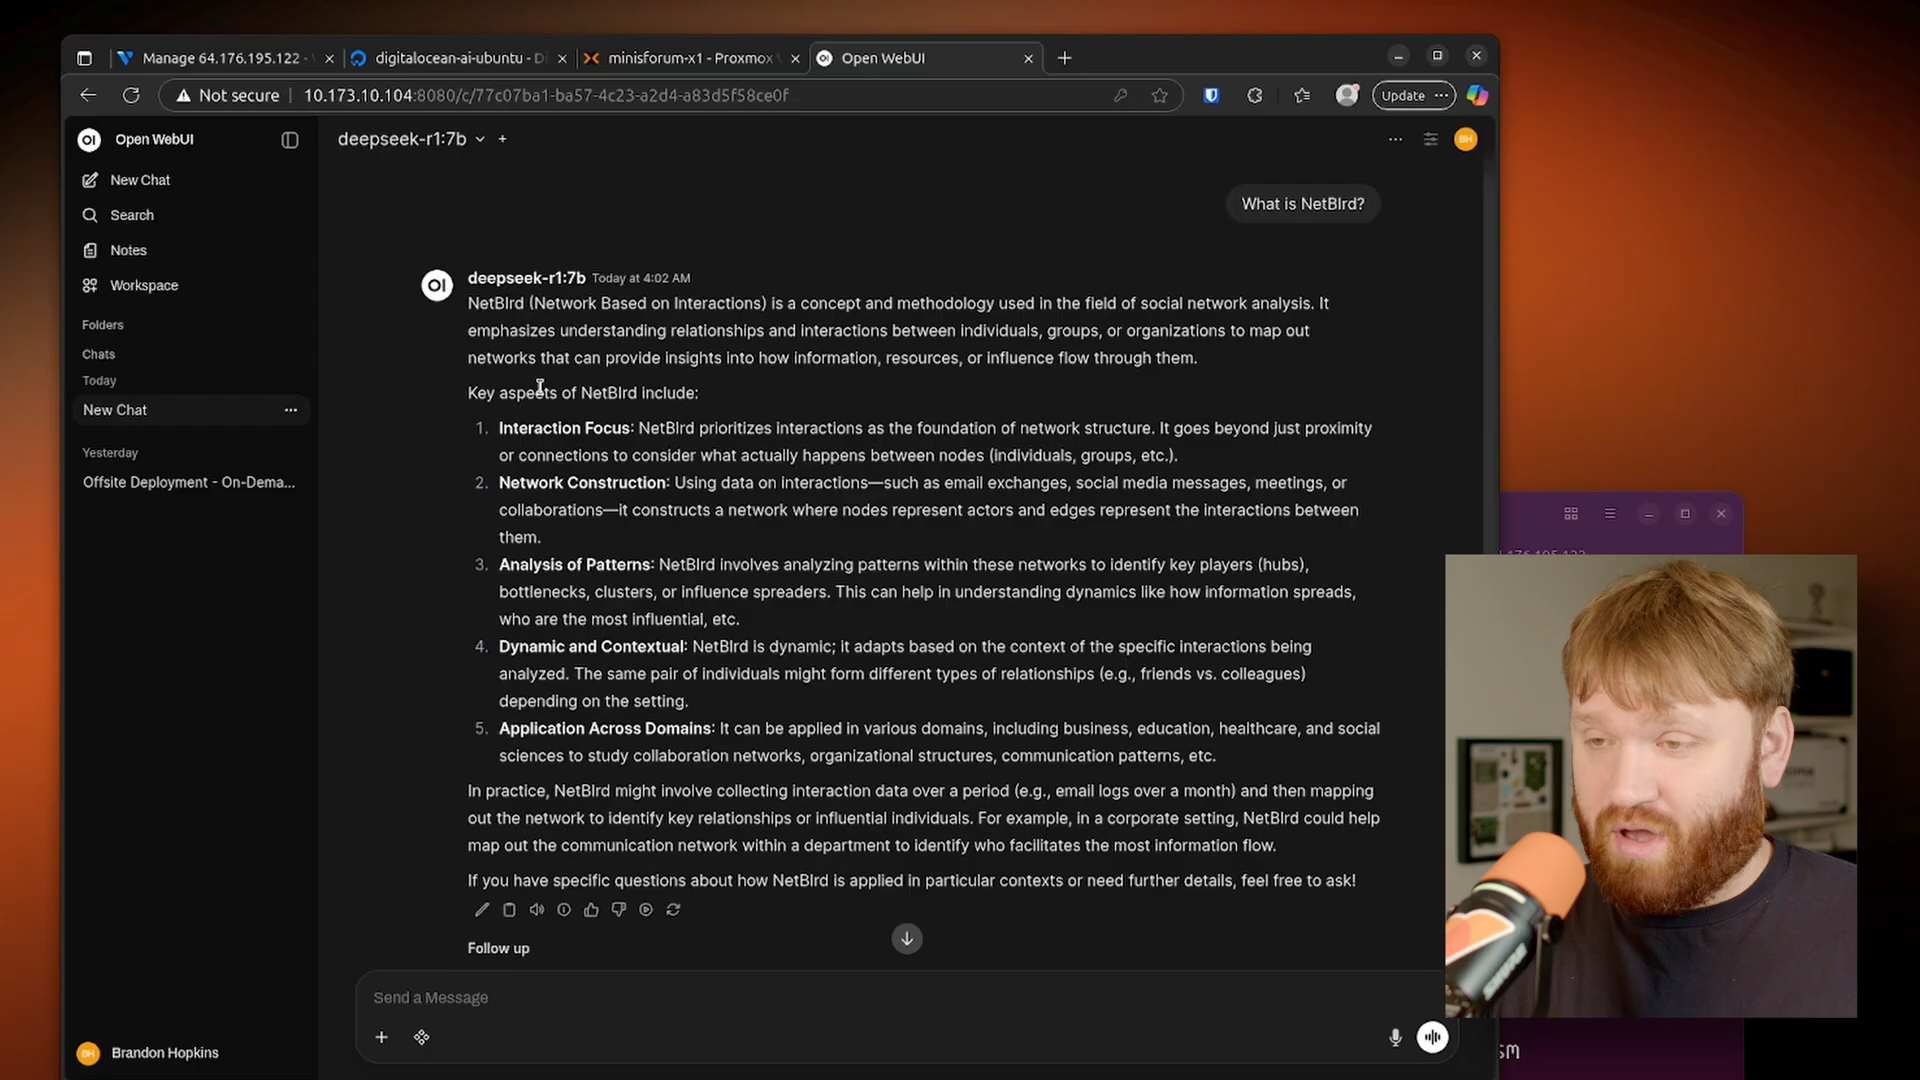 Manage 64.176.195.122 -
digitalocean-ai-ubuntu - Di
minisforum-x1 - Proxmox V
Open WebUI
Not secure
10.173.10.104:8080/c/77c07ba1-ba57-4c23-a2d4-a83d5f58ce0f
Update
OI Open WebUI
New Chat
Search
Notes
Workspace
Folders
Chats
Today
New Chat
Yesterday
Offsite Deployment - On-Dema...
BH Brandon Hopkins
deepseek-r1:7b
BH
What is NetBIrd?
OI
deepseek-r1:7b Today at 4:02 AM
NetBIrd (Network Based on Interactions) is a concept and methodology used in the field of social network analysis. It
emphasizes understanding relationships and interactions between individuals, groups, or organizations to map out
networks that can provide insights into how information, resources, or influence flow through them.
Key aspects of NetBIrd include:
1. Interaction Focus: NetBIrd prioritizes interactions as the foundation of network structure. It goes beyond just proximity
or connections to consider what actually happens between nodes (individuals, groups, etc.).
2. Network Construction: Using data on interactions—such as email exchanges, social media messages, meetings, or
collaborations—it constructs a network where nodes represent actors and edges represent the interactions between
them.
3. Analysis of Patterns: NetBIrd involves analyzing patterns within these networks to identify key players (hubs),
bottlenecks, clusters, or influence spreaders. This can help in understanding dynamics like how information spreads,
who are the most influential, etc.
4. Dynamic and Contextual: NetBIrd is dynamic; it adapts based on the context of the specific interactions being
analyzed. The same pair of individuals might form different types of relationships (e.g., friends vs. colleagues)
depending on the setting.
5. Application Across Domains: It can be applied in various domains, including business, education, healthcare, and social
sciences to study collaboration networks, organizational structures, communication patterns, etc.
In practice, NetBIrd might involve collecting interaction data over a period (e.g., email logs over a month) and then mapping
out the network to identify key relationships or influential individuals. For example, in a corporate setting, NetBIrd could help
map out the communication network within a department to identify who facilitates the most information flow.
If you have specific questions about how NetBIrd is applied in particular contexts or need further details, feel free to ask!
Follow up
Send a Message